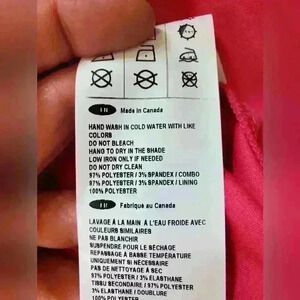 EN Made in Canada
HAND WASH IN COLD WATER WITH LIKE
COLORS
DO NOT BLEACH
HANG TO DRY IN THE SHADE
LOW IRON ONLY IF NEEDED
DO NOT DRY CLEAN
97% POLYESTER / 3% SPANDEX / COMBO
97% POLYESTER / 3% SPANDEX / LINING
100% POLYESTER
FR Fabriqué au Canada
LAVAGE À LA MAIN À L'EAU FROIDE AVEC
COULEURS SIMILAIRES
NE PAS BLANCHIR
SUSPENDRE POUR LE SÉCHAGE
REPASSAGE À BASSE TEMPÉRATURE
UNIQUEMENT SI NÉCESSAIRE
PAS DE NETTOYAGE À SEC
97% POLYESTER / 3% ELASTHANE
TISSU SECONDAIRE / 97% POLYESTER
3% ELASTHANE / DOUBLURE
100% POLYESTER